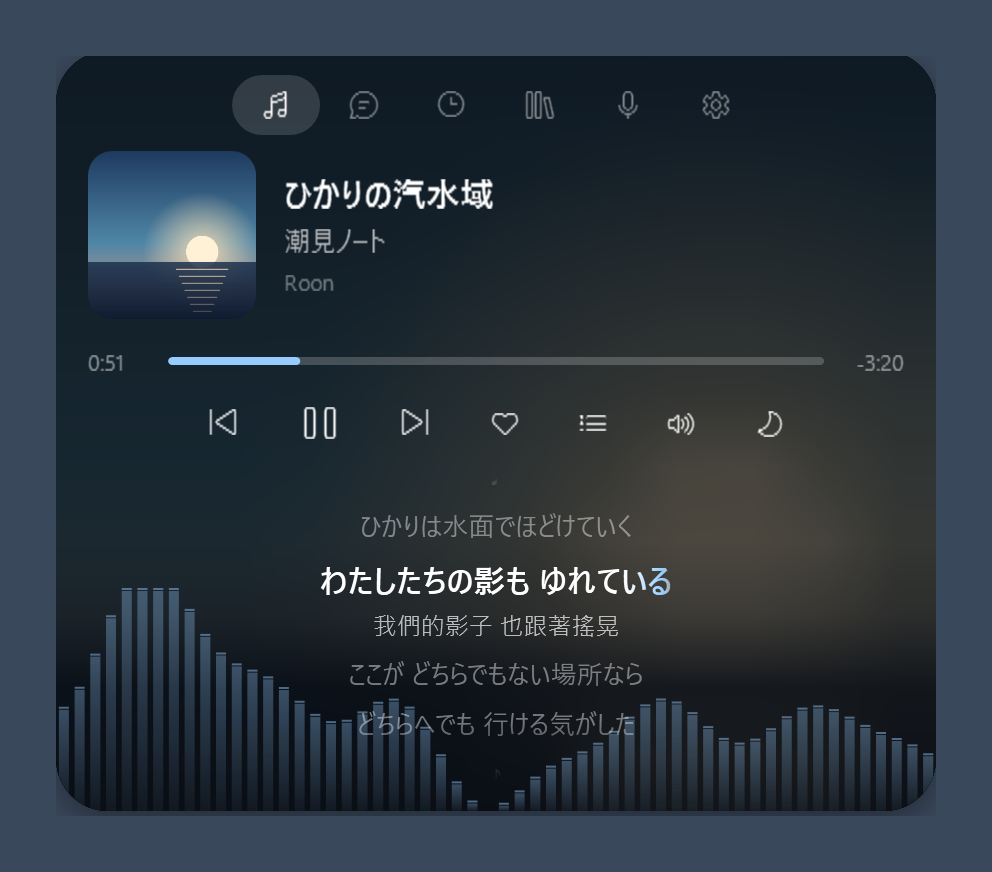 ひかりの汽水域
潮見ノート
Roon
0:51
-3:20
ひかりは水面でほどけていく
わたしたちの影も ゆれている
我們的影子 也跟著搖晃
ここが どちらでもない場所なら
どちらへでも 行ける気がした